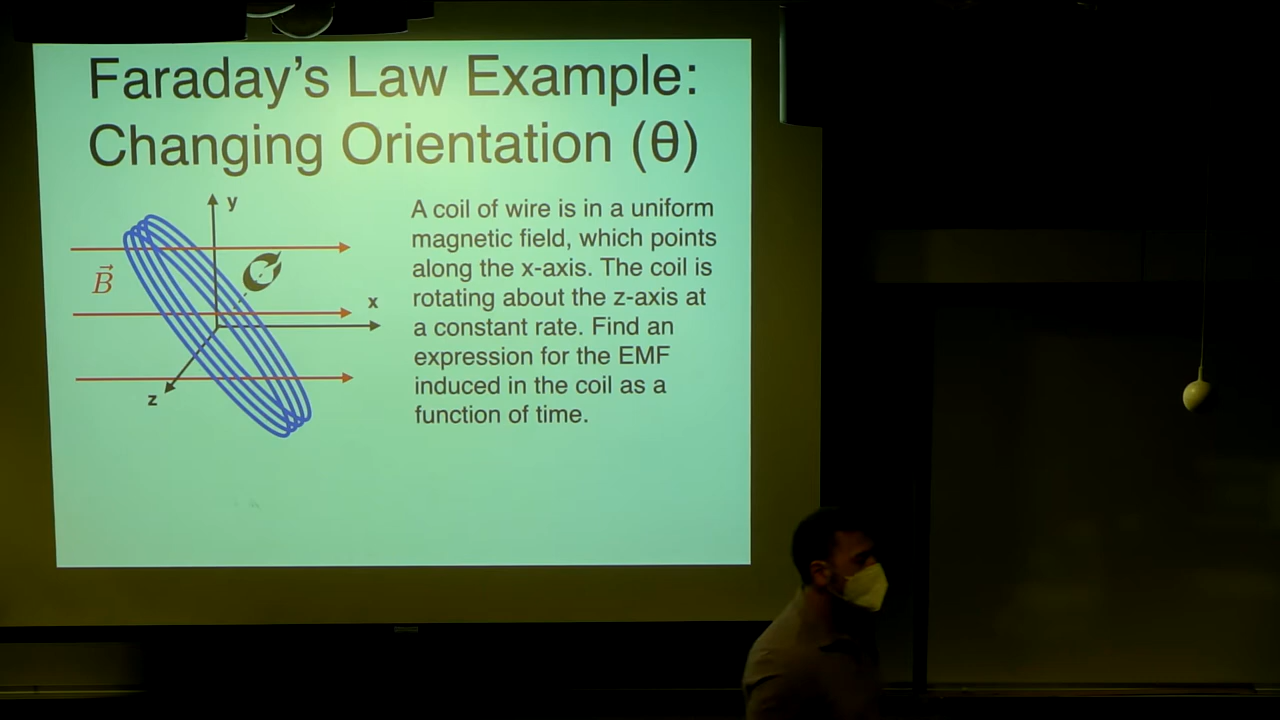 Faraday's Law Example:
Changing Orientation (θ)
y
B⃗
x
z
A coil of wire is in a uniform
magnetic field, which points
along the x-axis. The coil is
rotating about the z-axis at
a constant rate. Find an
expression for the EMF
induced in the coil as a
function of time.